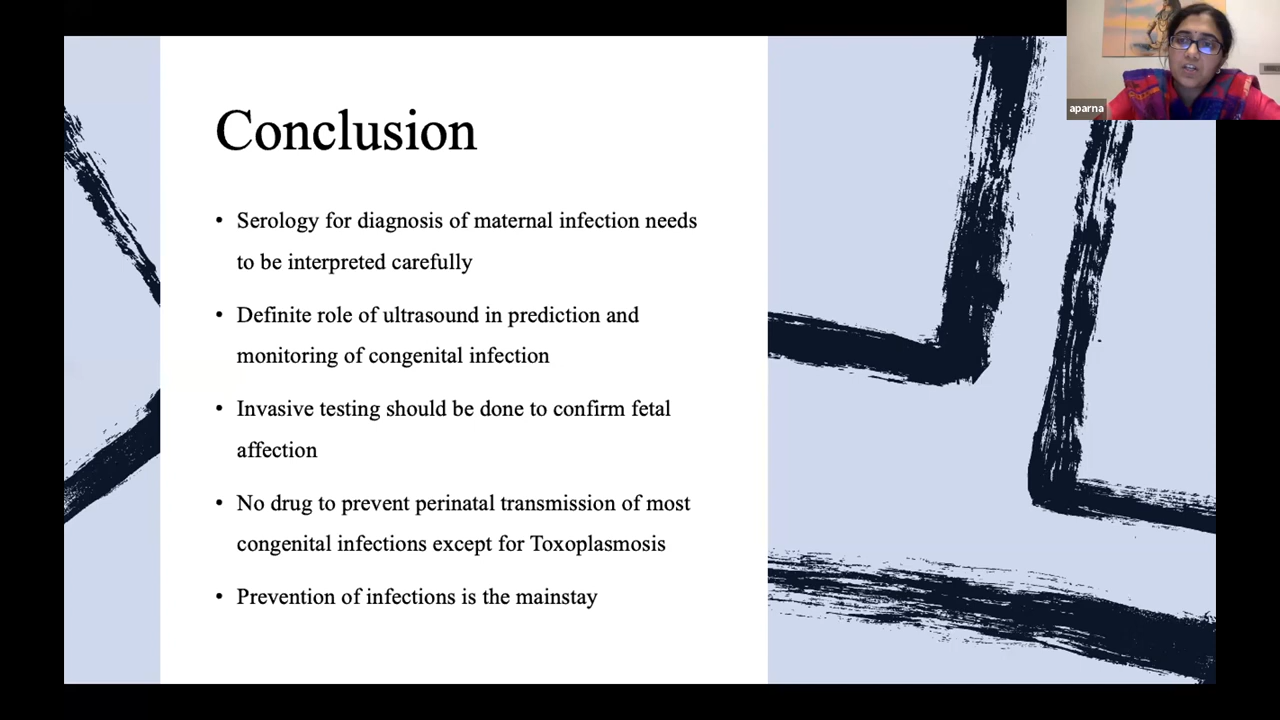 Conclusion
• Serology for diagnosis of maternal infection needs
to be interpreted carefully
• Definite role of ultrasound in prediction and
monitoring of congenital infection
• Invasive testing should be done to confirm fetal
affection
• No drug to prevent perinatal transmission of most
congenital infections except for Toxoplasmosis
• Prevention of infections is the mainstay
aparna